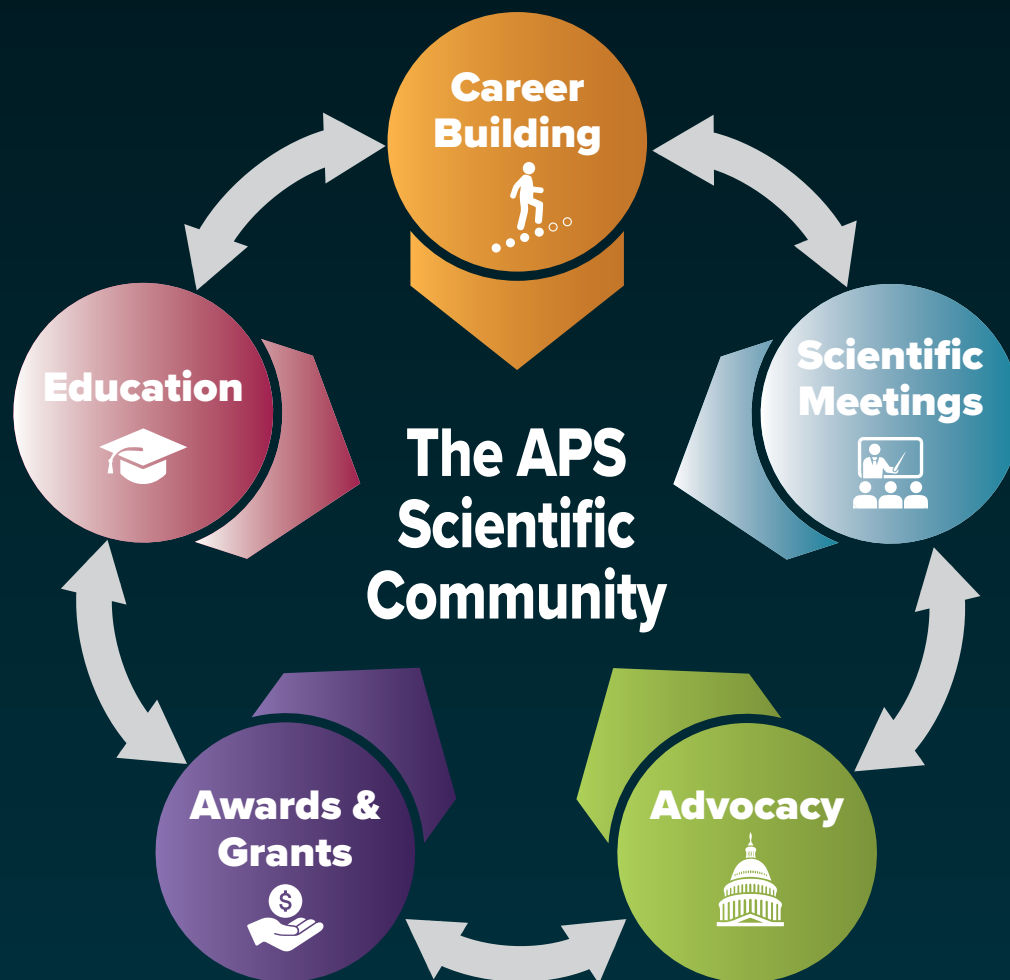 Career
Building
Scientific
Meetings
Education
The APS
Scientific
Community
Awards &
Grants
$
Advocacy